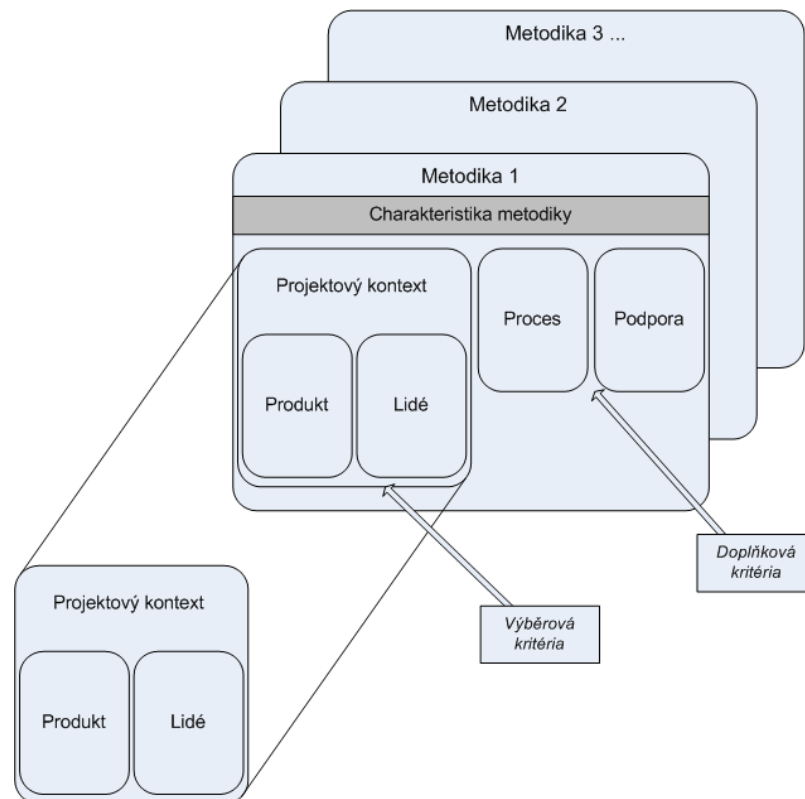 Metodika 3 ...
Metodika 2
Metodika 1
Charakteristika metodiky
Projektový kontext
Proces
Podpora
Produkt
Lidé
Doplňková
kritéria
Výběrová
kritéria
Projektový kontext
Produkt
Lidé